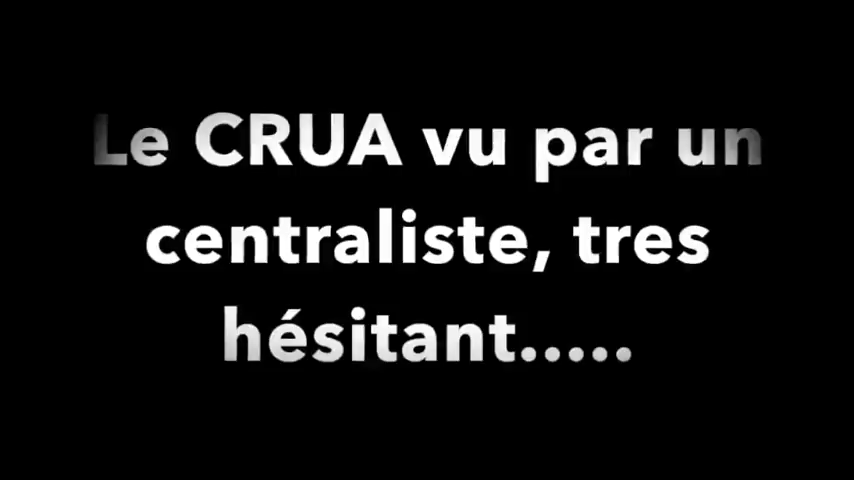 Le CRUA vu par un
centraliste, tres
hésitant.....